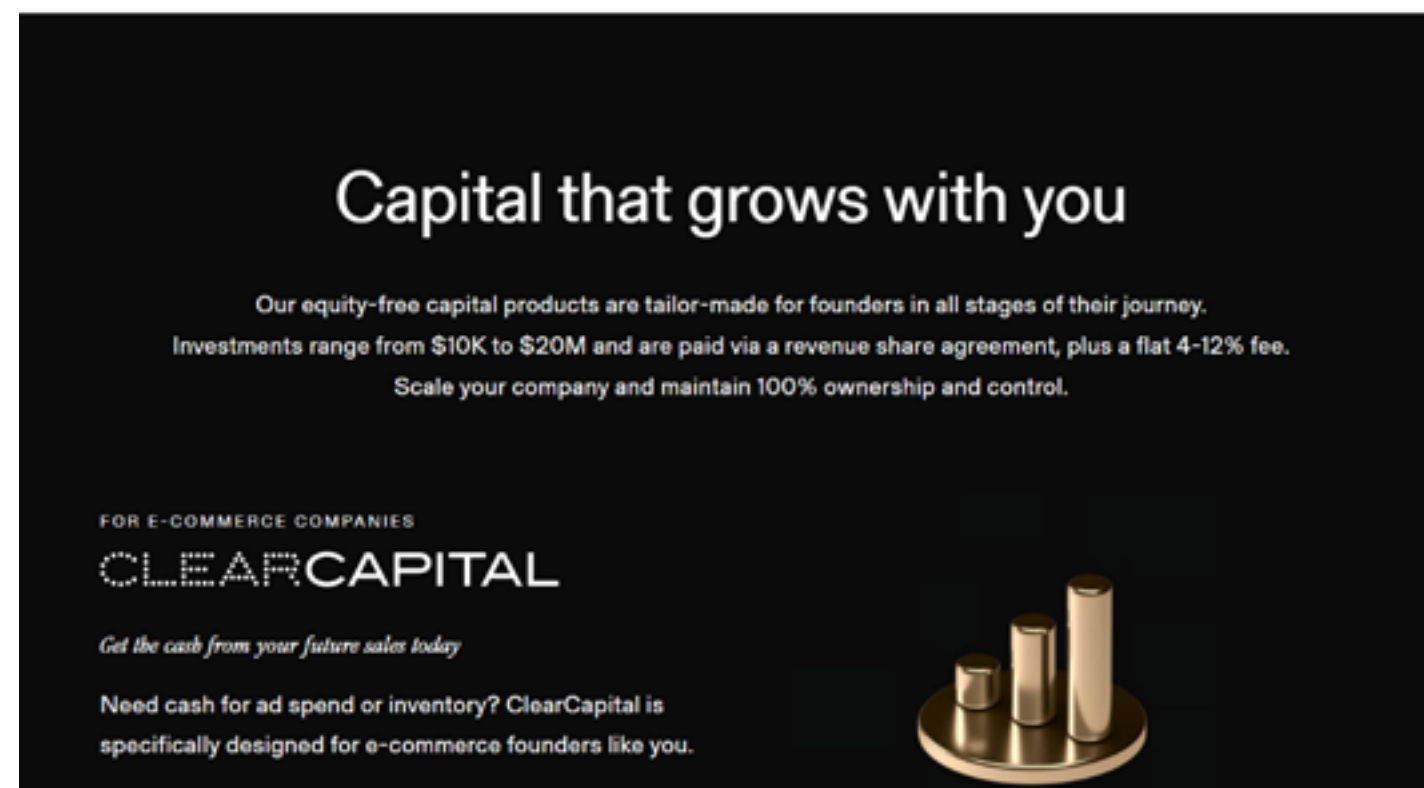 Capital that grows with you
Our equity-free capital products are tailor-made for founders in all stages of their journey.
Investments range from $10K to $20M and are paid via a revenue share agreement, plus a flat 4-12% fee.
Scale your company and maintain 100% ownership and control.
FOR E-COMMERCE COMPANIES
CLEARCAPITAL
Get the cash from your future sales today
Need cash for ad spend or inventory? ClearCapital is
specifically designed for e-commerce founders like you.